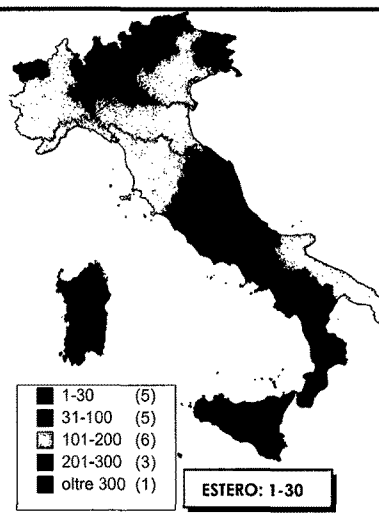 1-30 (5)
31-100 (5)
101-200 (6)
201-300 (3)
oltre 300 (1)
ESTERO: 1-30